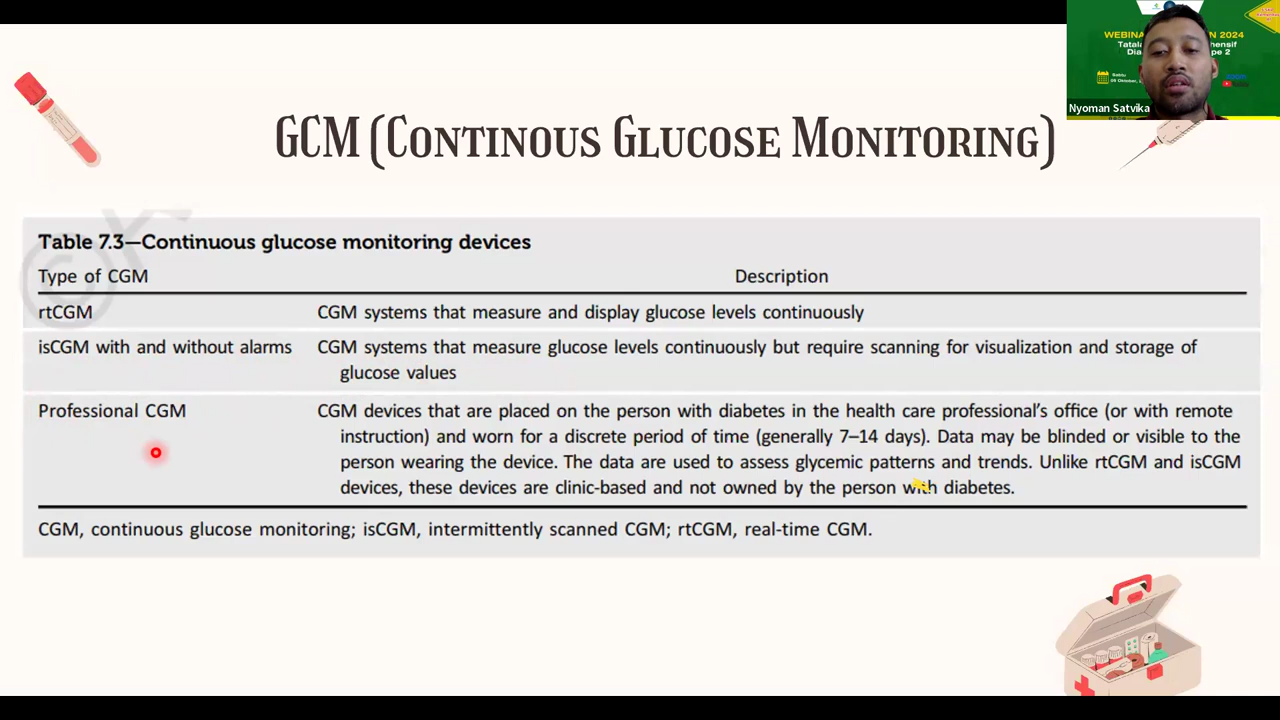 WEBINA N 2024
Tatala hensif
Dia pe 2
Sabtu
Nyoman Satvika
GCM (Continous Glucose Monitoring)
Table 7.3—Continuous glucose monitoring devices
Type of CGM Description
rtCGM CGM systems that measure and display glucose levels continuously
isCGM with and without alarms CGM systems that measure glucose levels continuously but require scanning for visualization and storage of
glucose values
Professional CGM CGM devices that are placed on the person with diabetes in the health care professional's office (or with remote
instruction) and worn for a discrete period of time (generally 7–14 days). Data may be blinded or visible to the
person wearing the device. The data are used to assess glycemic patterns and trends. Unlike rtCGM and isCGM
devices, these devices are clinic-based and not owned by the person with diabetes.
CGM, continuous glucose monitoring; isCGM, intermittently scanned CGM; rtCGM, real-time CGM.